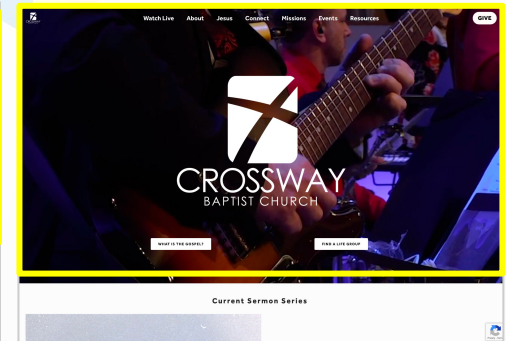 Watch Live About Jesus Connect Missions Events Resources GIVE
CROSSWAY
BAPTIST CHURCH
WHAT IS THE GOSPEL? FIND A LIFE GROUP
Current Sermon Series